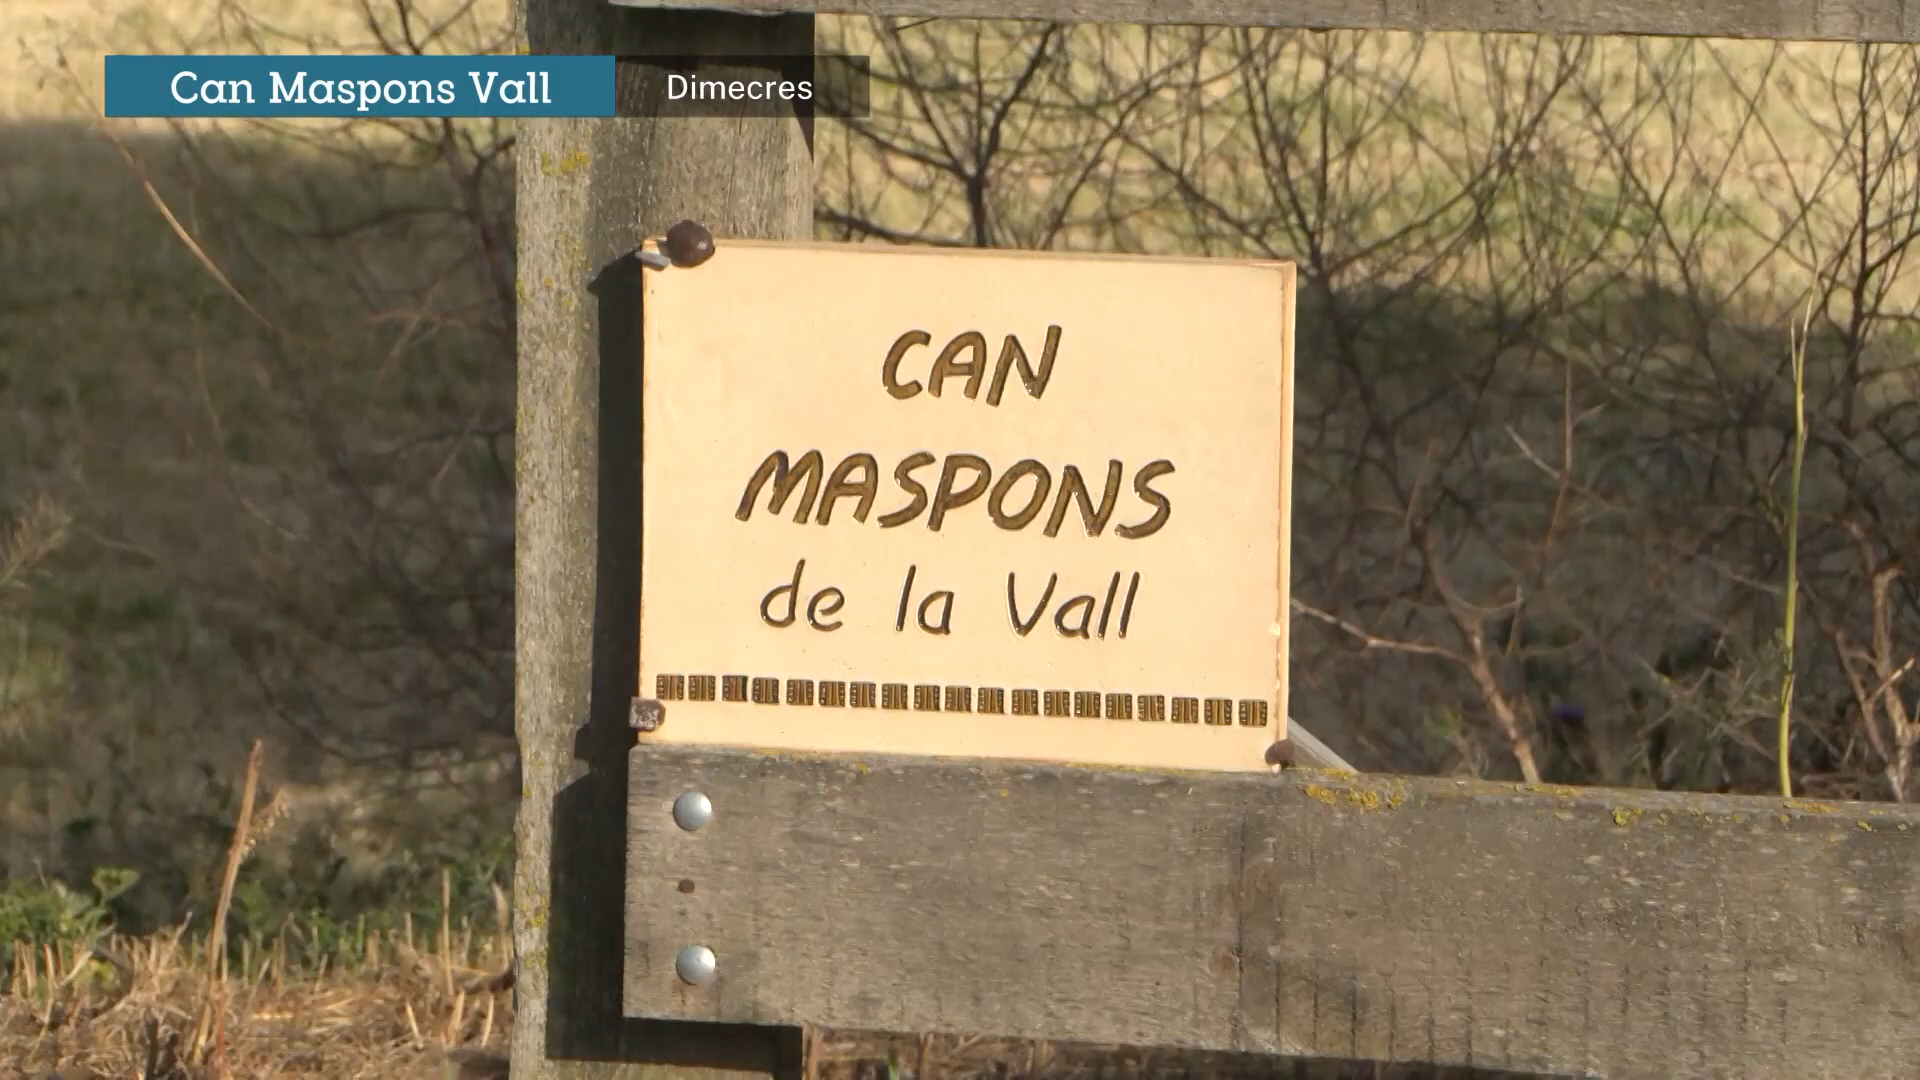 Can Maspons Vall
Dimecres
CAN
MASPONS
de la Vall